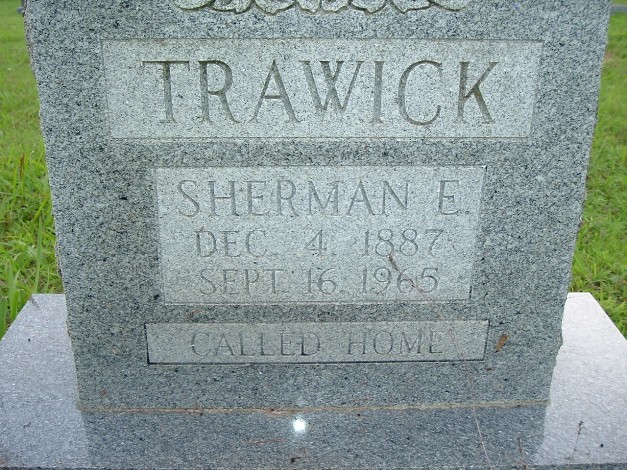 TRAWICK
SHERMAN E.
DEC. 4. 1887
SEPT. 16. 1965
CALLED HOME